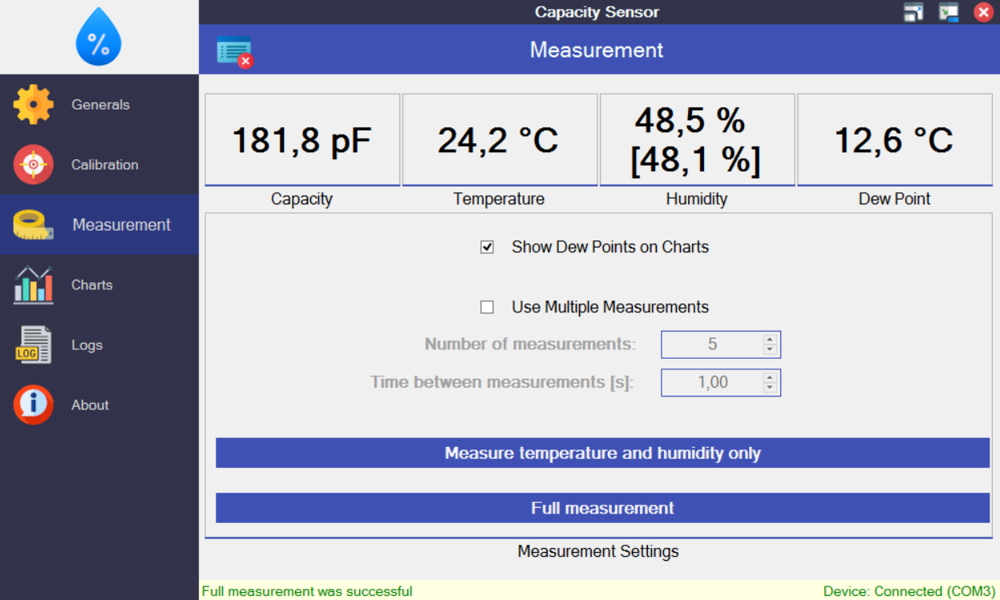 Capacity Sensor
%
Measurement
Generals
Calibration
Measurement
Charts
LOG
Logs
i
About
181,8 pF
24,2 °C
48,5 %
[48,1 %]
12,6 °C
Capacity
Temperature
Humidity
Dew Point
Show Dew Points on Charts
Use Multiple Measurements
Number of measurements: 5
Time between measurements [s]: 1,00
Measure temperature and humidity only
Full measurement
Measurement Settings
Full measurement was successful
Device: Connected (COM3)